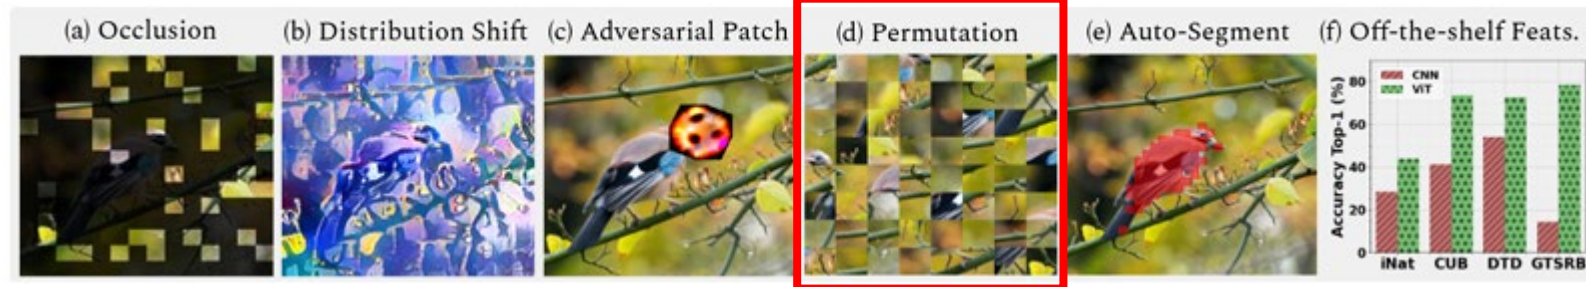 (a) Occlusion
(b) Distribution Shift
(c) Adversarial Patch
(d) Permutation
(e) Auto-Segment
(f) Off-the-shelf Feats.
Accuracy Top-1 (%)
80
60
40
20
0
CNN
ViT
iNat CUB DTD GTSRB